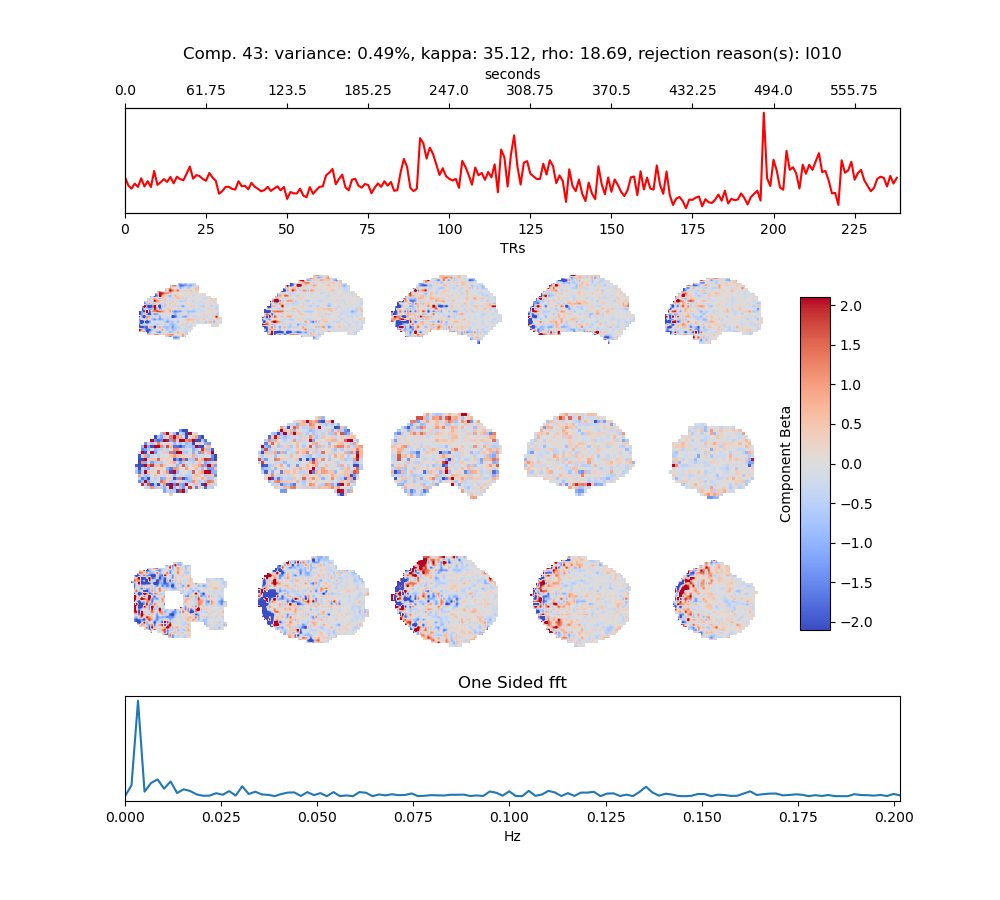 Comp. 43: variance: 0.49%, kappa: 35.12, rho: 18.69, rejection reason(s): I010
seconds
0.0 61.75 123.5 185.25 247.0 308.75 370.5 432.25 494.0 555.75
0 25 50 75 100 125 150 175 200 225
TRs
2.0
1.5
1.0
0.5
0.0
−0.5
−1.0
−1.5
−2.0
Component Beta
One Sided fft
0.000 0.025 0.050 0.075 0.100 0.125 0.150 0.175 0.200
Hz